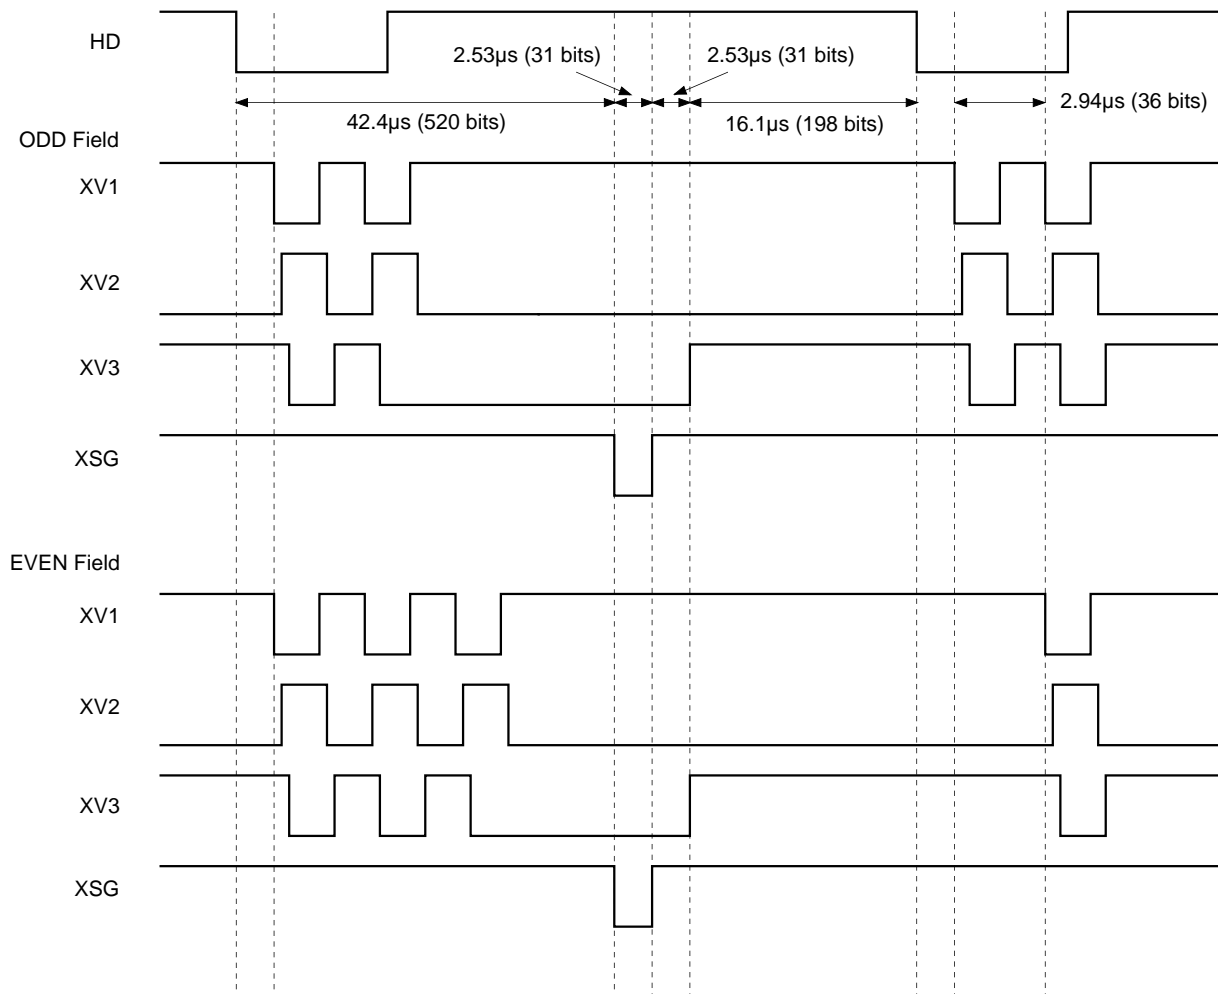 HD
2.53μs (31 bits)
2.53μs (31 bits)
2.94μs (36 bits)
42.4μs (520 bits)
16.1μs (198 bits)
ODD Field
XV1
XV2
XV3
XSG
EVEN Field
XV1
XV2
XV3
XSG